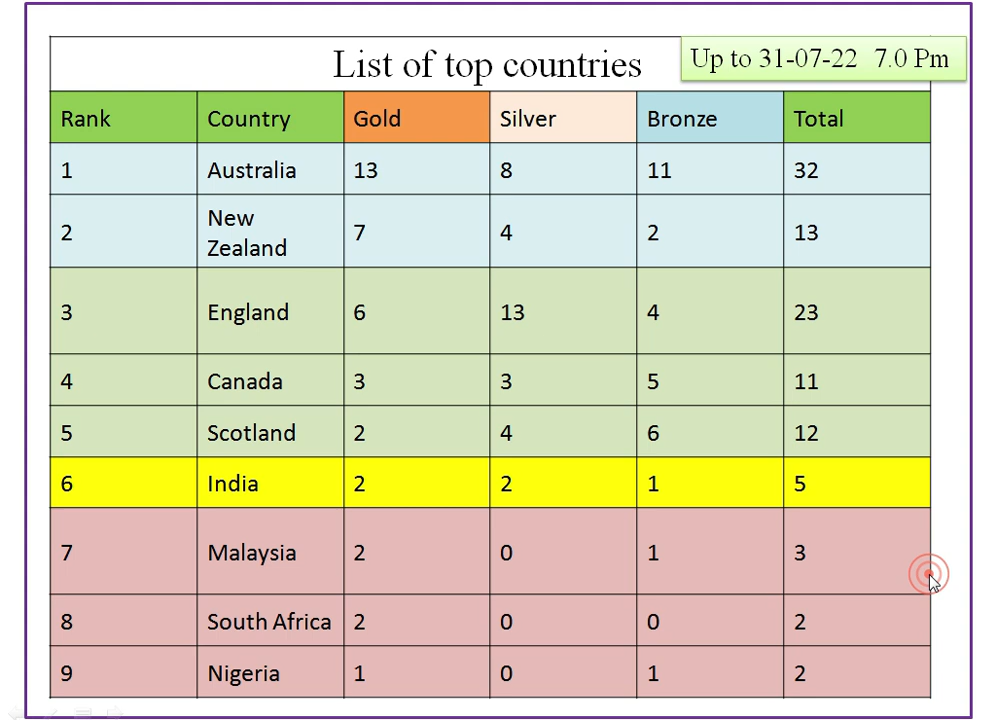 List of top countries
Up to 31-07-22 7.0 Pm
Rank Country Gold Silver Bronze Total
1 Australia 13 8 11 32
2 New Zealand 7 4 2 13
3 England 6 13 4 23
4 Canada 3 3 5 11
5 Scotland 2 4 6 12
6 India 2 2 1 5
7 Malaysia 2 0 1 3
8 South Africa 2 0 0 2
9 Nigeria 1 0 1 2